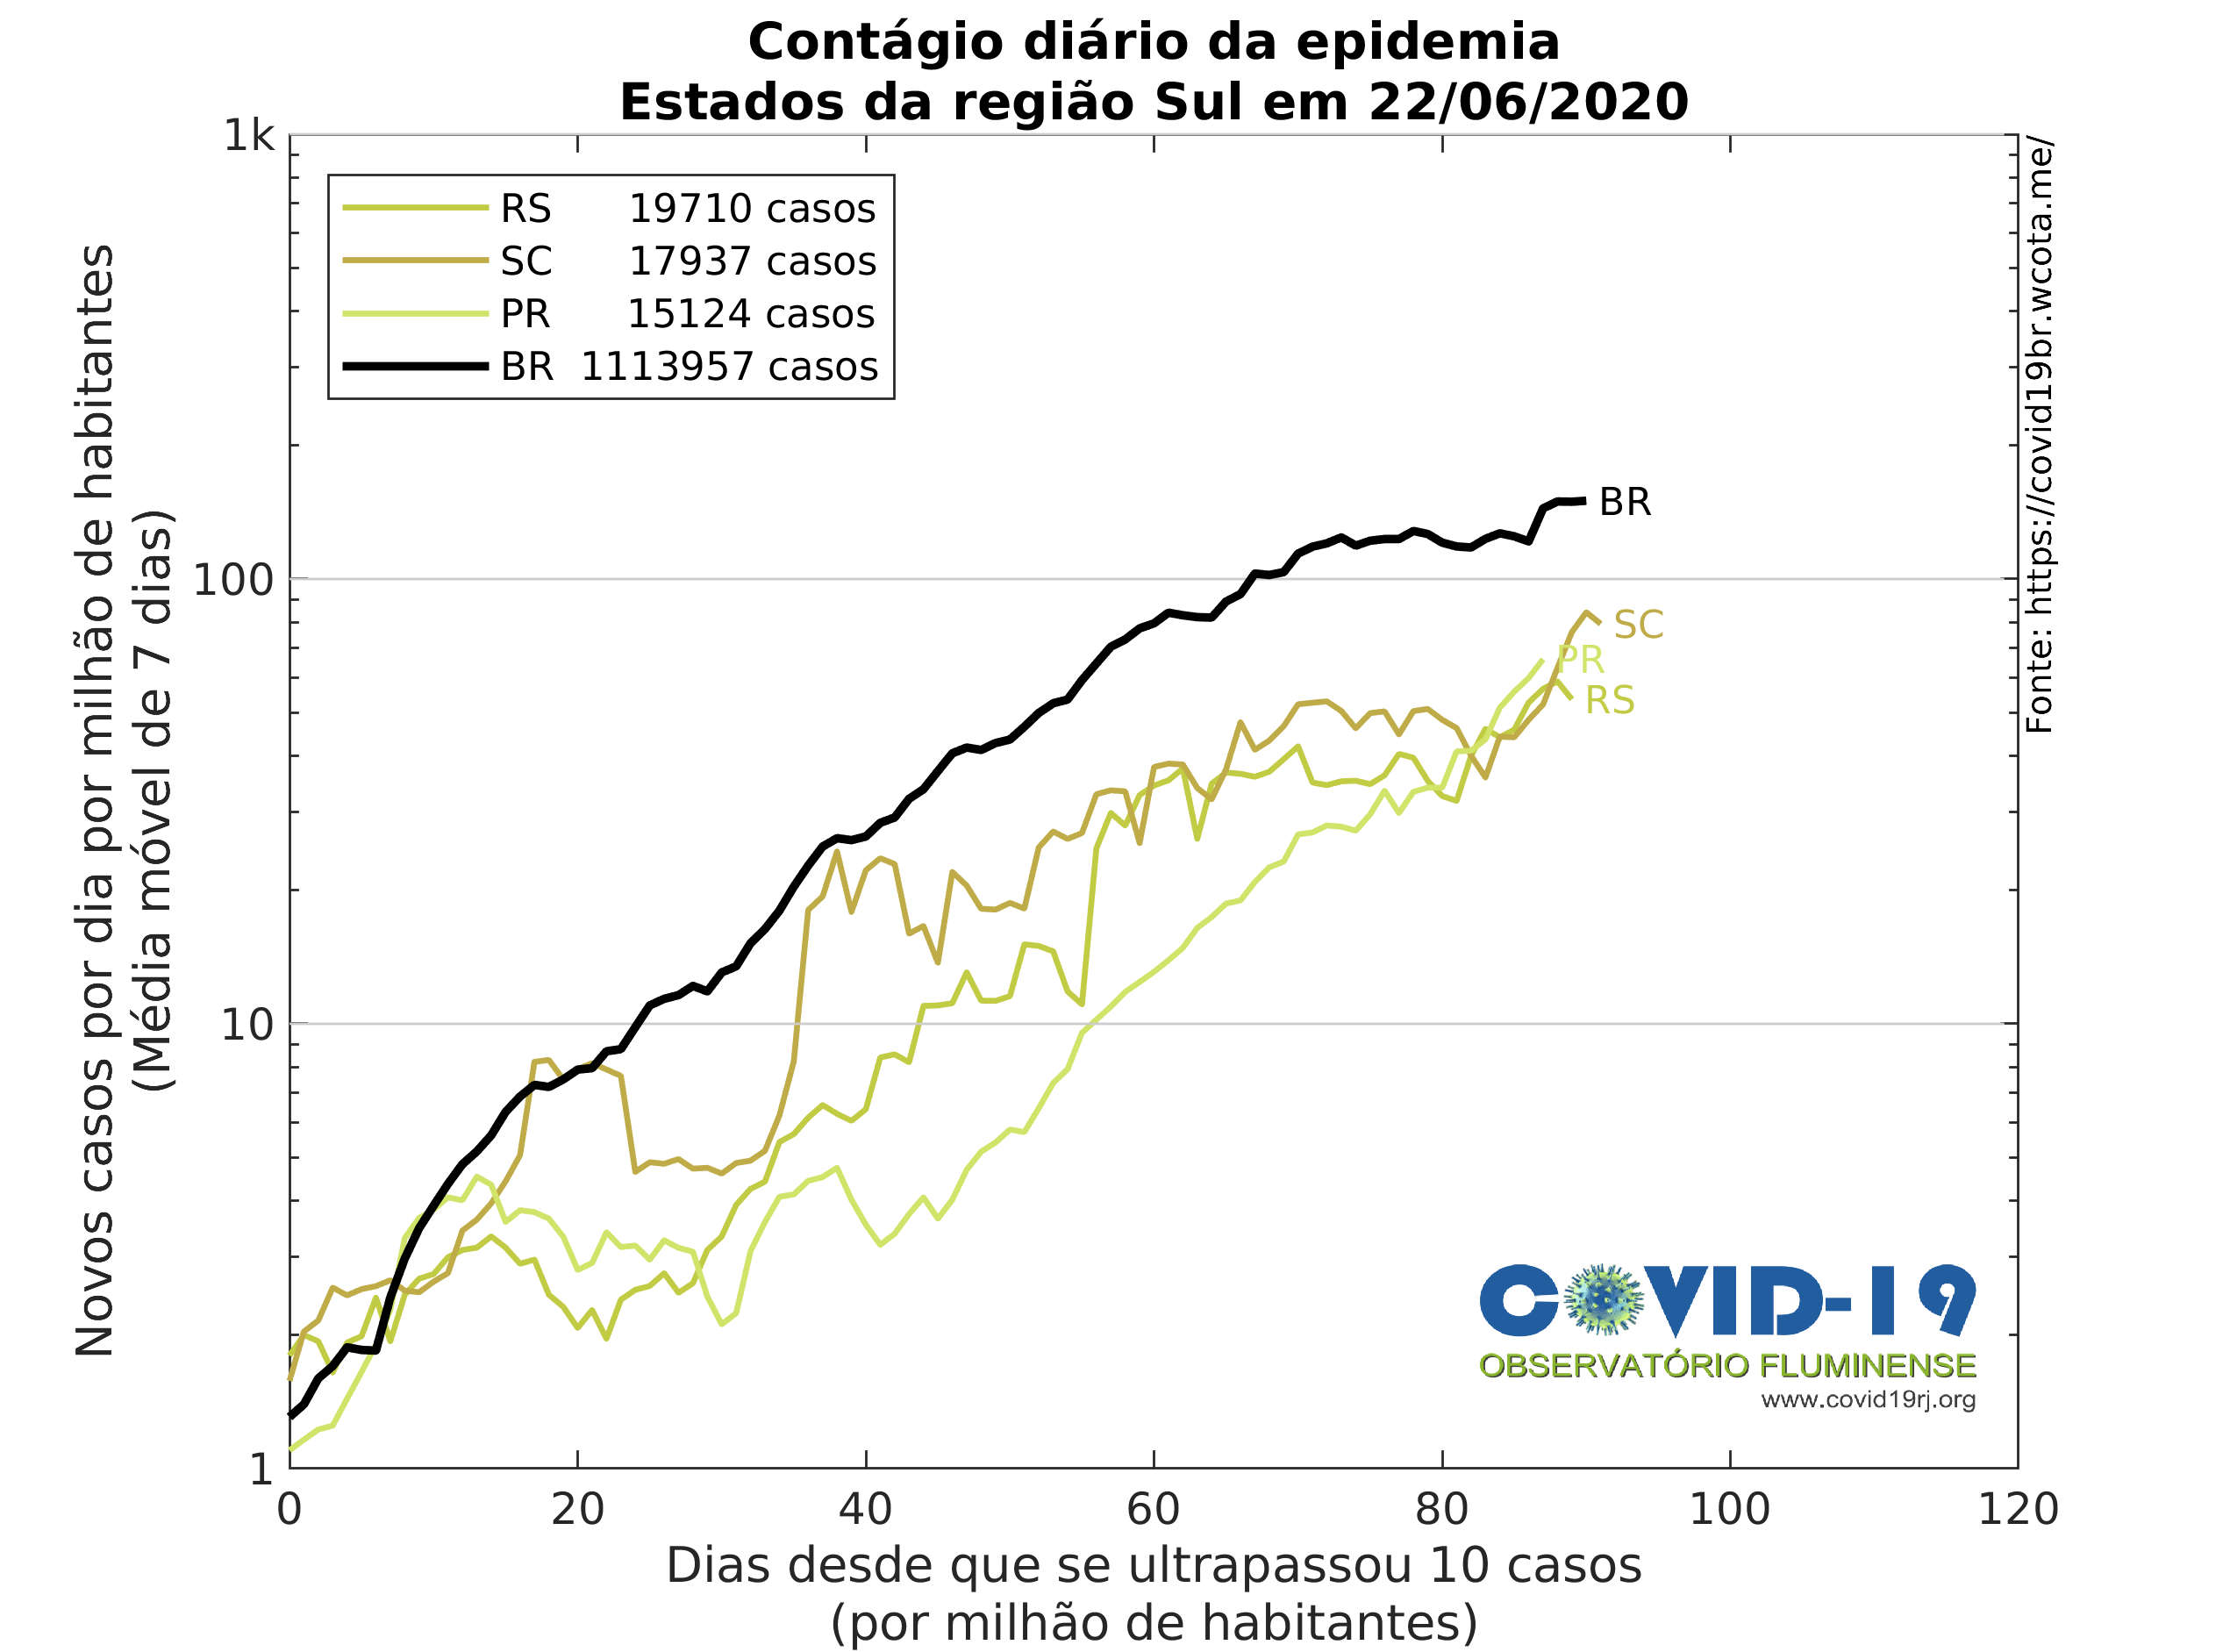 Contágio diário da epidemia
Estados da região Sul em 22/06/2020
Novos casos por dia por milhão de habitantes
(Média móvel de 7 dias)
1k
100
10
1
RS 19710 casos
SC 17937 casos
PR 15124 casos
BR 1113957 casos
BR
SC
PR
RS
Fonte: https://covid19br.wcota.me/
COVID-19
OBSERVATÓRIO FLUMINENSE
www.covid19rj.org
0 20 40 60 80 100 120
Dias desde que se ultrapassou 10 casos
(por milhão de habitantes)